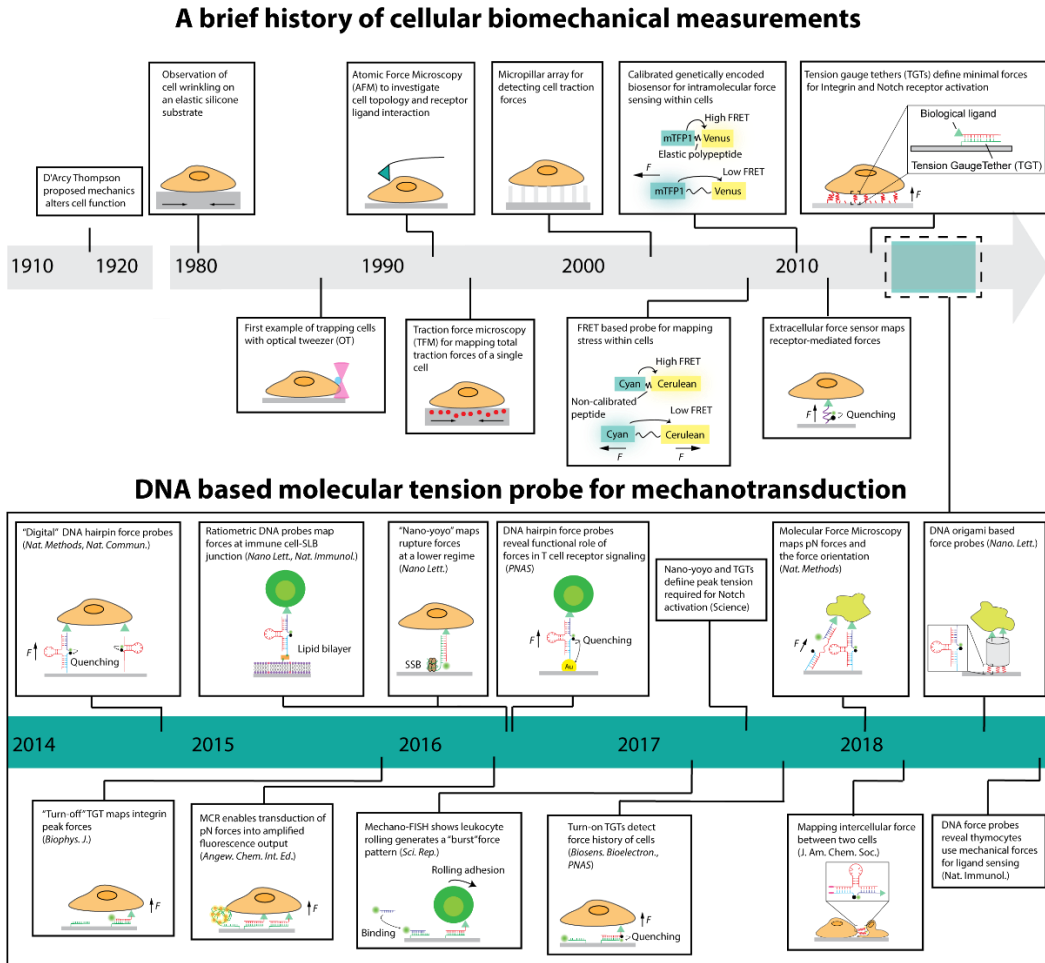 A brief history of cellular biomechanical measurements
D'Arcy Thompson
proposed mechanics
alters cell function
Observation of
cell wrinkling on
an elastic silicone
substrate
Atomic Force Microscopy
(AFM) to investigate
cell topology and receptor
ligand interaction
Micropillar array for
detecting cell traction
forces
Calibrated genetically encoded
biosensor for intramolecular force
sensing within cells
High FRET
mTFP1
Venus
Elastic polypeptide
F
Low FRET
mTFP1
Venus
Tension gauge tethers (TGTs) define minimal forces
for Integrin and Notch receptor activation
Biological ligand
Tension GaugeTether (TGT)
F
1910
1920
1980
1990
2000
2010
First example of trapping cells
with optical tweezer (OT)
Traction force microscopy
(TFM) for mapping total
traction forces of a single
cell
FRET based probe for mapping
stress within cells
High FRET
Cyan
Cerulean
Non-calibrated
peptide
Low FRET
Cyan
Cerulean
F
F
Extracellular force sensor maps
receptor-mediated forces
F
Quenching
DNA based molecular tension probe for mechanotransduction
"Digital" DNA hairpin force probes
(Nat. Methods, Nat. Commun.)
F
Quenching
Ratiometric DNA probes map
forces at immune cell-SLB
junction (Nano Lett., Nat. Immunol.)
Lipid bilayer
"Nano-yoyo" maps
rupture forces
at a lower regime
(Nano Lett.)
SSB
DNA hairpin force probes
reveal functional role of
forces in T cell receptor signaling
(PNAS)
F
Quenching
Au
Nano-yoyo and TGTs
defiine peak tension
required for Notch
activation (Science)
Molecular Force Microscopy
maps pN forces and
the force orientation
(Nat. Methods)
F
DNA origami based
force probes (Nano. Lett.)
2014
2015
2016
2017
2018
"Turn-off" TGT maps integrin
peak forces
(Biophys. J.)
F
MCR enables transduction of
pN forces into amplified
fluorescence output
(Angew. Chem. Int. Ed.)
F
Mechano-FISH shows leukocyte
rolling generates a "burst" force
pattern (Sci. Rep.)
Rolling adhesion
Binding
Turn-on TGTs detect
force history of cells
(Biosens. Bioelectron.,
PNAS)
F
Quenching
Mapping intercellular force
between two cells
(J. Am. Chem. Soc.)
DNA force probes
reveal thymocytes
use mechanical forces
for ligand sensing
(Nat. Immunol.)